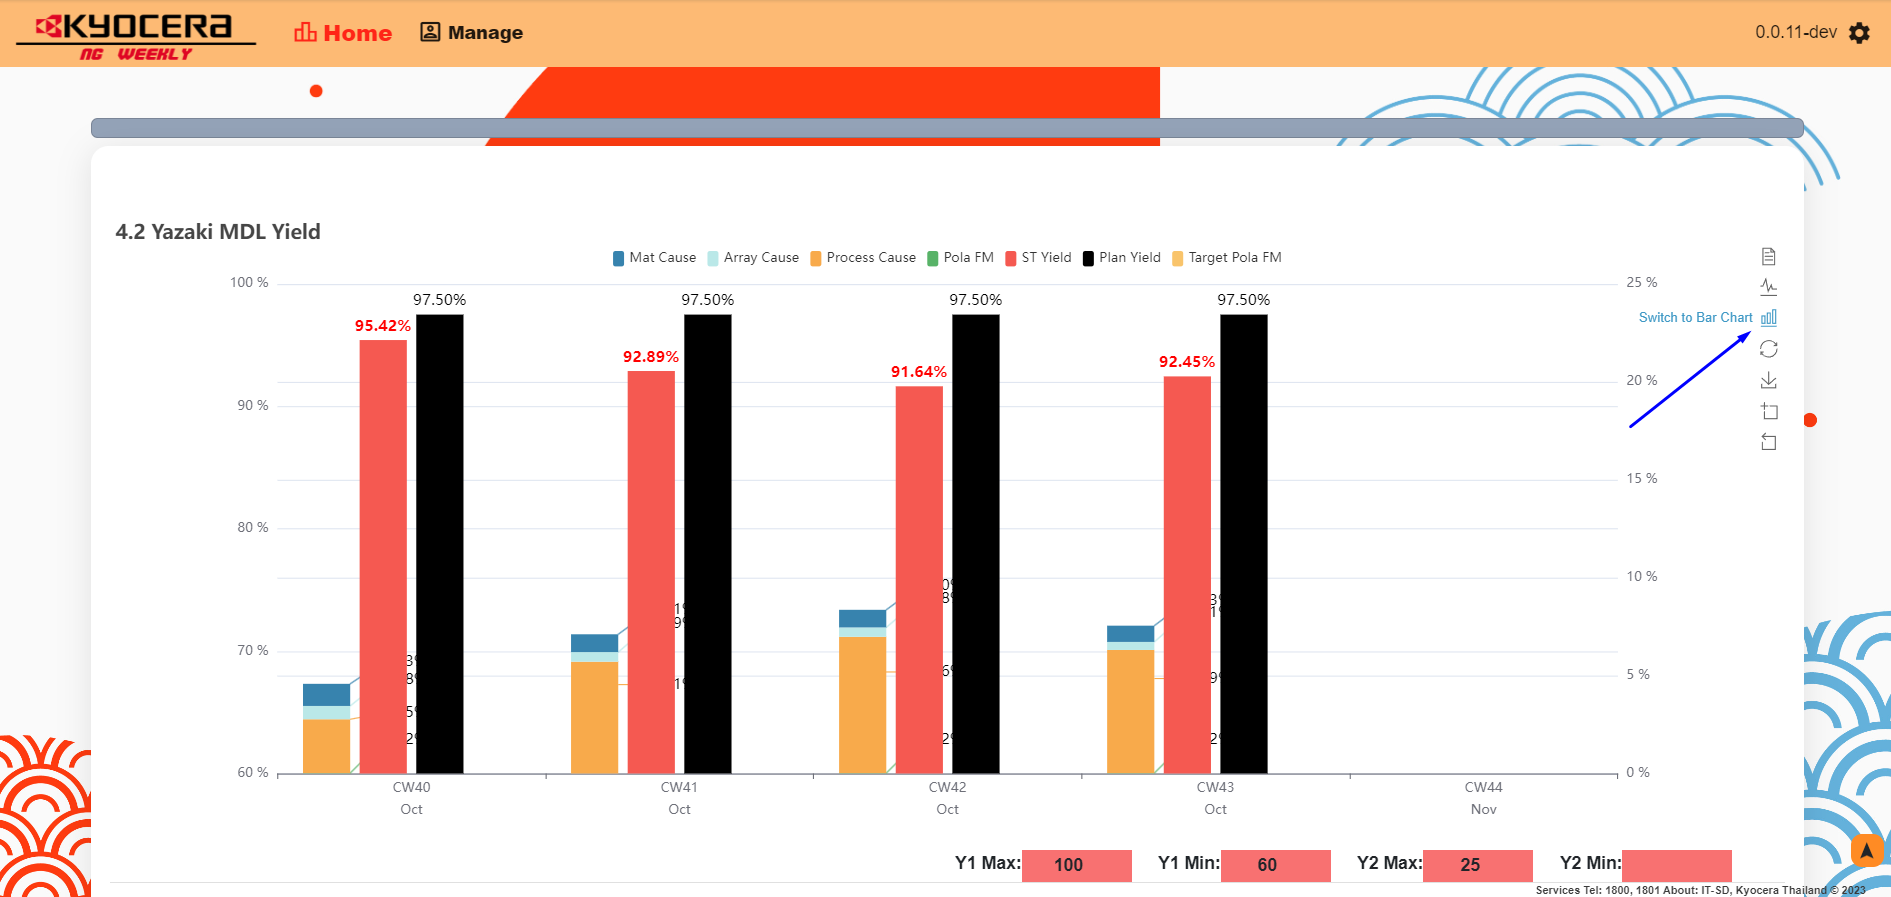 KYOCERA
NG WEEKLY
Home
Manage
0.0.11-dev
4.2 Yazaki MDL Yield
Mat Cause Array Cause Process Cause Pola FM ST Yield Plan Yield Target Pola FM
100 %
90 %
80 %
70 %
60 %
25 %
20 %
15 %
10 %
5 %
0 %
Switch to Bar Chart
95.42%
97.50%
92.89%
97.50%
91.64%
97.50%
92.45%
97.50%
CW40
Oct
CW41
Oct
CW42
Oct
CW43
Oct
CW44
Nov
Y1 Max: 100 Y1 Min: 60 Y2 Max: 25 Y2 Min:
Services Tel: 1800, 1801 About: IT-SD, Kyocera Thailand © 2023